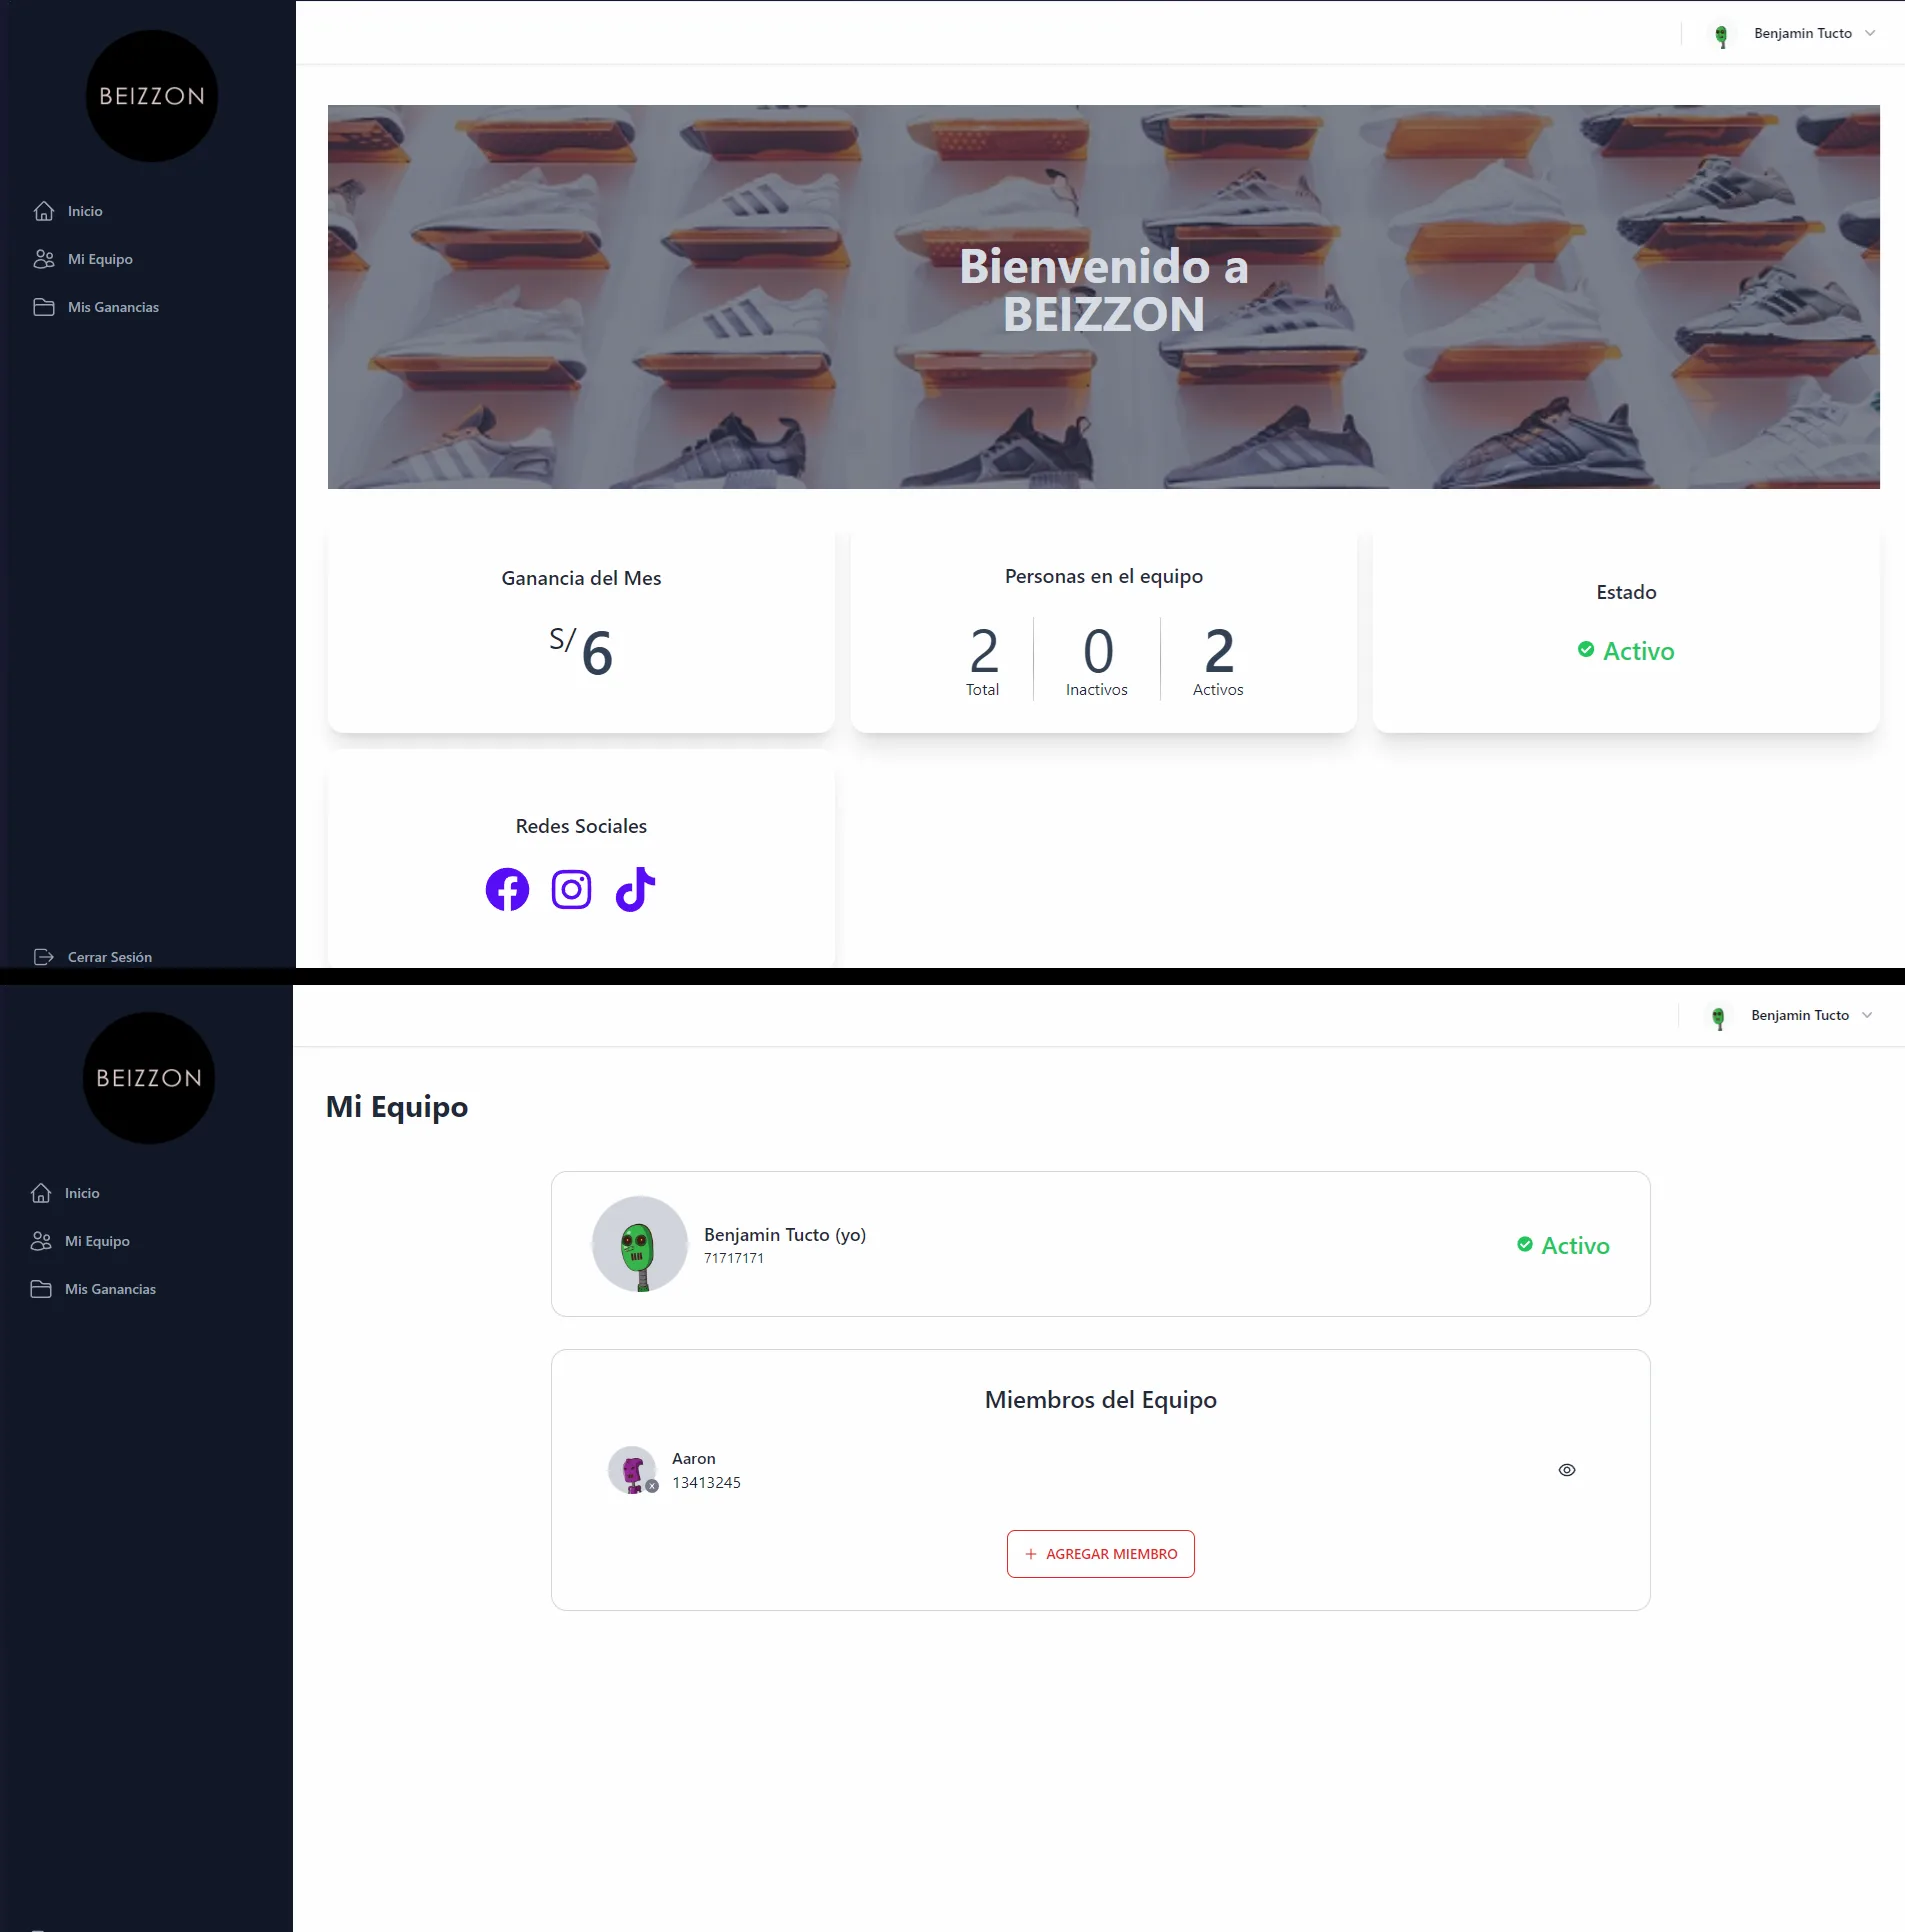 BEIZZON
Benjamin Tucto
Inicio
Mi Equipo
Mis Ganancias
Cerrar Sesión
Bienvenido a
BEIZZON
Ganancia del Mes
S/6
Personas en el equipo
2 0 2
Total Inactivos Activos
Estado
Activo
Redes Sociales
BEIZZON
Benjamin Tucto
Inicio
Mi Equipo
Mis Ganancias
Mi Equipo
Benjamin Tucto (yo)
71717171
Activo
Miembros del Equipo
Aaron
13413245
+ AGREGAR MIEMBRO